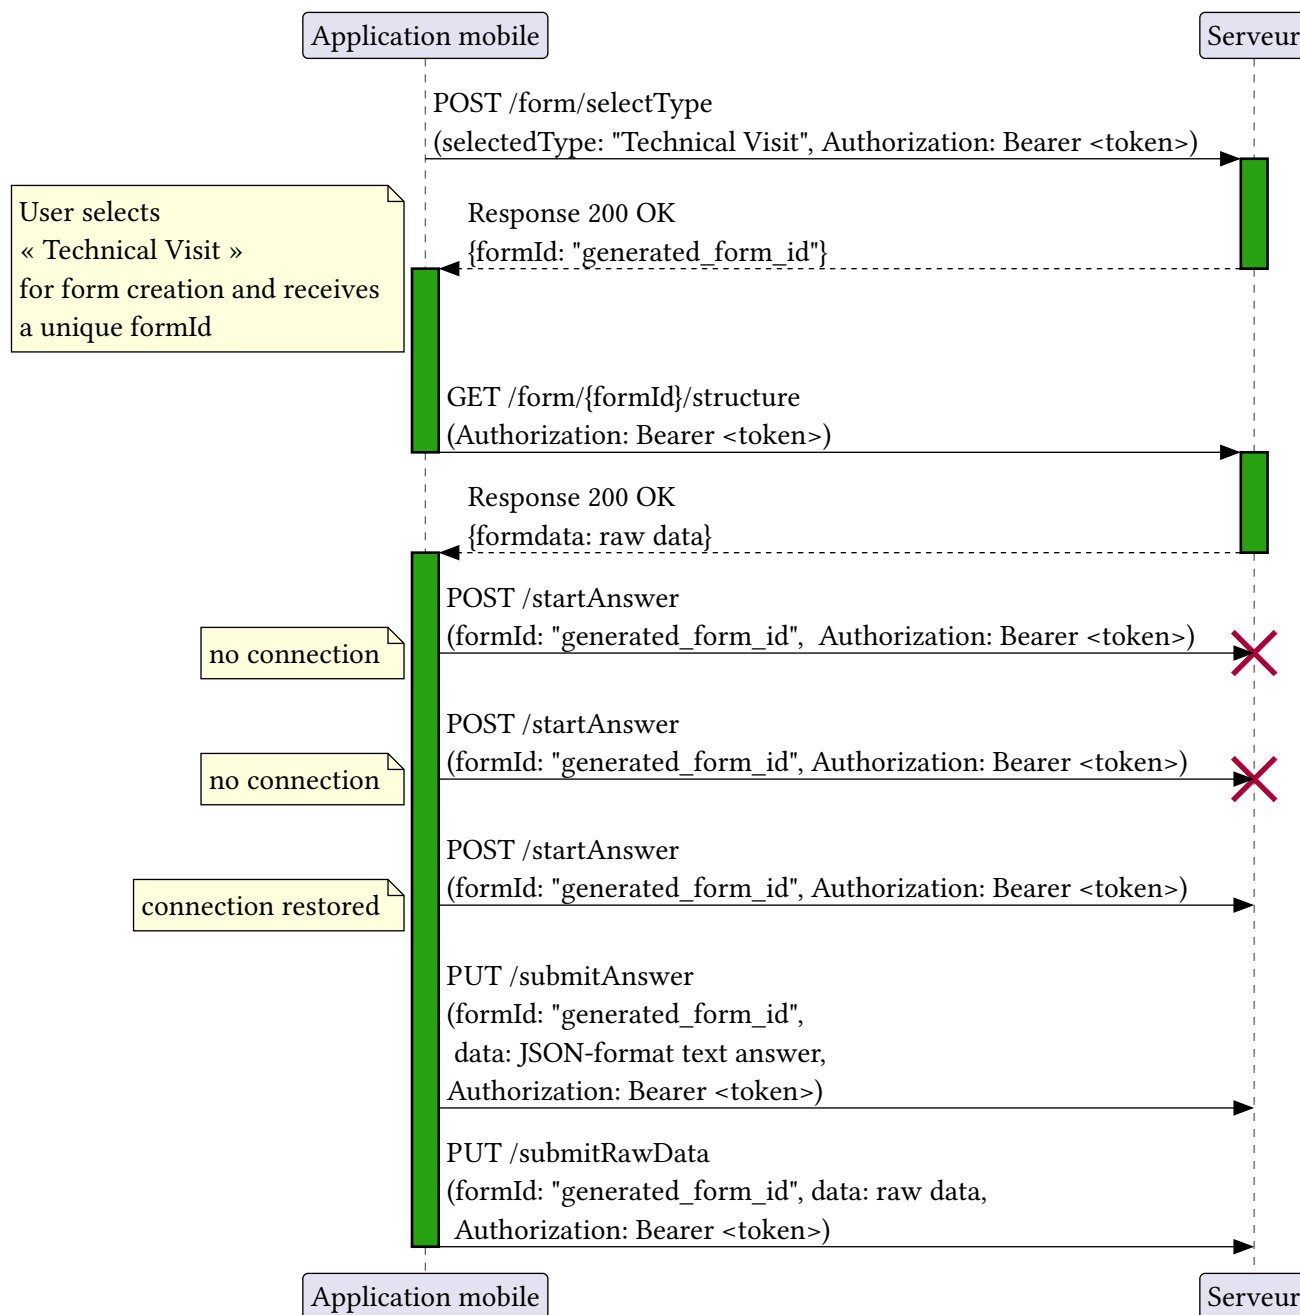 Application mobile
Serveur
POST /form/selectType
(selectedType: "Technical Visit", Authorization: Bearer <token>)
User selects
« Technical Visit »
for form creation and receives
a unique formId
Response 200 OK
{formId: "generated_form_id"}
GET /form/{formId}/structure
(Authorization: Bearer <token>)
Response 200 OK
{formdata: raw data}
POST /startAnswer
(formId: "generated_form_id",  Authorization: Bearer <token>)
no connection
POST /startAnswer
(formId: "generated_form_id", Authorization: Bearer <token>)
no connection
POST /startAnswer
(formId: "generated_form_id", Authorization: Bearer <token>)
connection restored
PUT /submitAnswer
(formId: "generated_form_id",
data: JSON-format text answer,
Authorization: Bearer <token>)
PUT /submitRawData
(formId: "generated_form_id", data: raw data,
Authorization: Bearer <token>)
Application mobile
Serveur